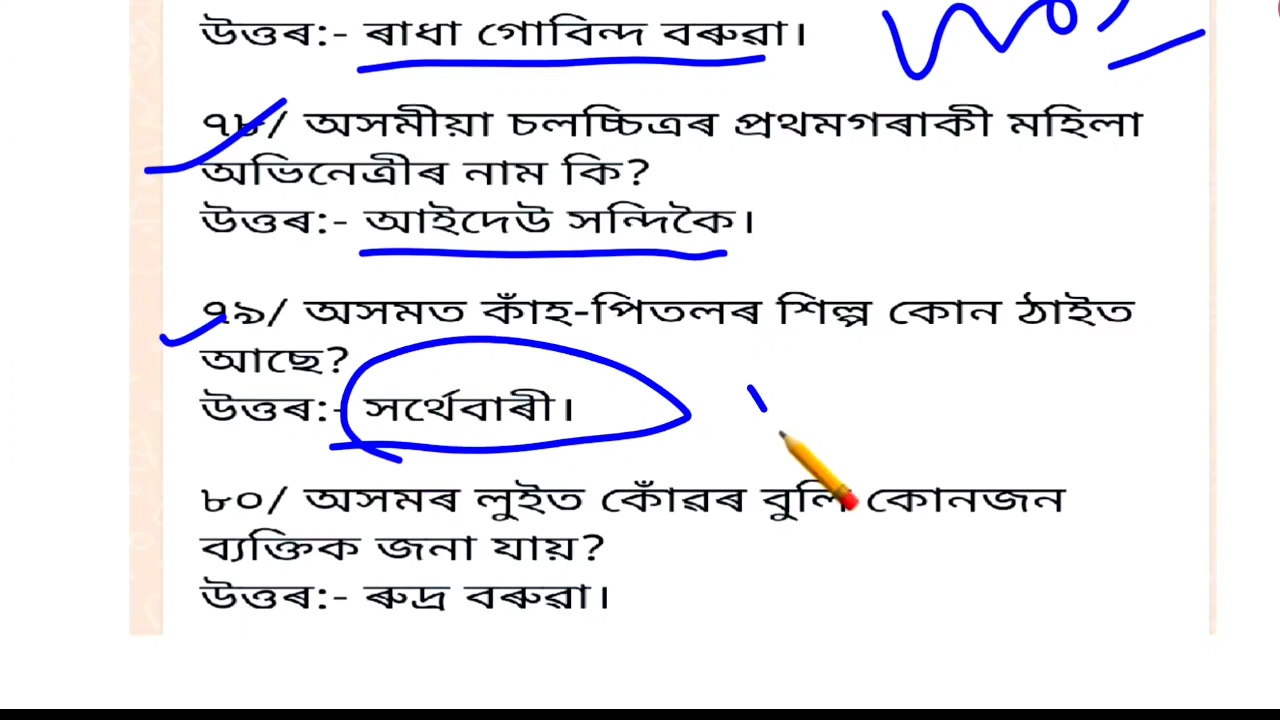 উত্তৰ:- ৰাধা গোবিন্দ বৰুৱা।
৭৮/ অসমীয়া চলচ্চিত্ৰৰ প্ৰথমগৰাকী মহিলা
অভিনেত্ৰীৰ নাম কি?
উত্তৰ:- আইদেউ সন্দিকৈ।
৭৯/ অসমত কাঁহ-পিতলৰ শিল্প কোন ঠাইত
আছে?
উত্তৰ:- সৰ্থেবাৰী।
৮০/ অসমৰ লুইত কোঁৱৰ বুলি কোনজন
ব্যক্তিক জনা যায়?
উত্তৰ:- ৰুদ্ৰ বৰুৱা।